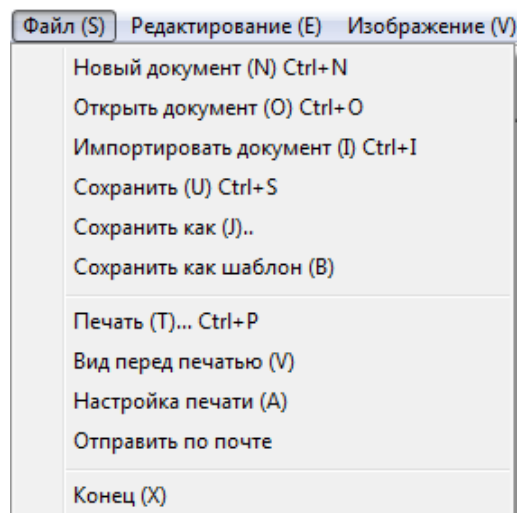 Файл (S) Редактирование (E) Изображение (V)
Новый документ (N) Ctrl+N
Открыть документ (O) Ctrl+O
Импортировать документ (I) Ctrl+I
Сохранить (U) Ctrl+S
Сохранить как (J)..
Сохранить как шаблон (B)
Печать (T)... Ctrl+P
Вид перед печатью (V)
Настройка печати (A)
Отправить по почте
Конец (X)